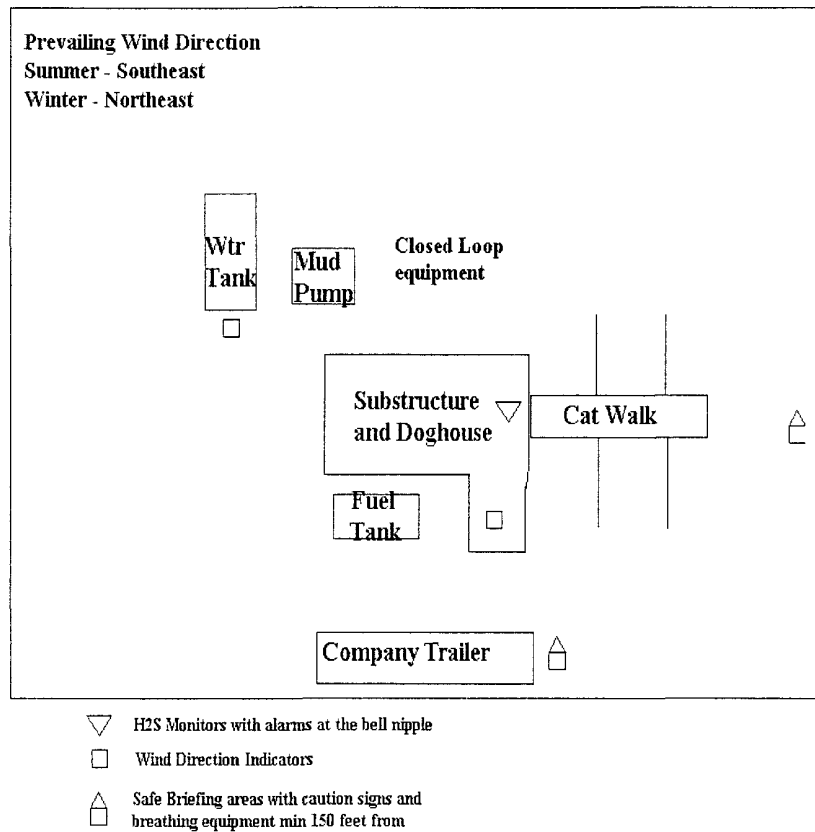 Prevailing Wind Direction
Summer - Southeast
Winter - Northeast
Wtr
Tank
Mud
Pump
Closed Loop
equipment
Substructure
and Doghouse
Cat Walk
Fuel
Tank
Company Trailer
H2S Monitors with alarms at the bell nipple
Wind Direction Indicators
Safe Briefing areas with caution signs and
breathing equipment min 150 feet from